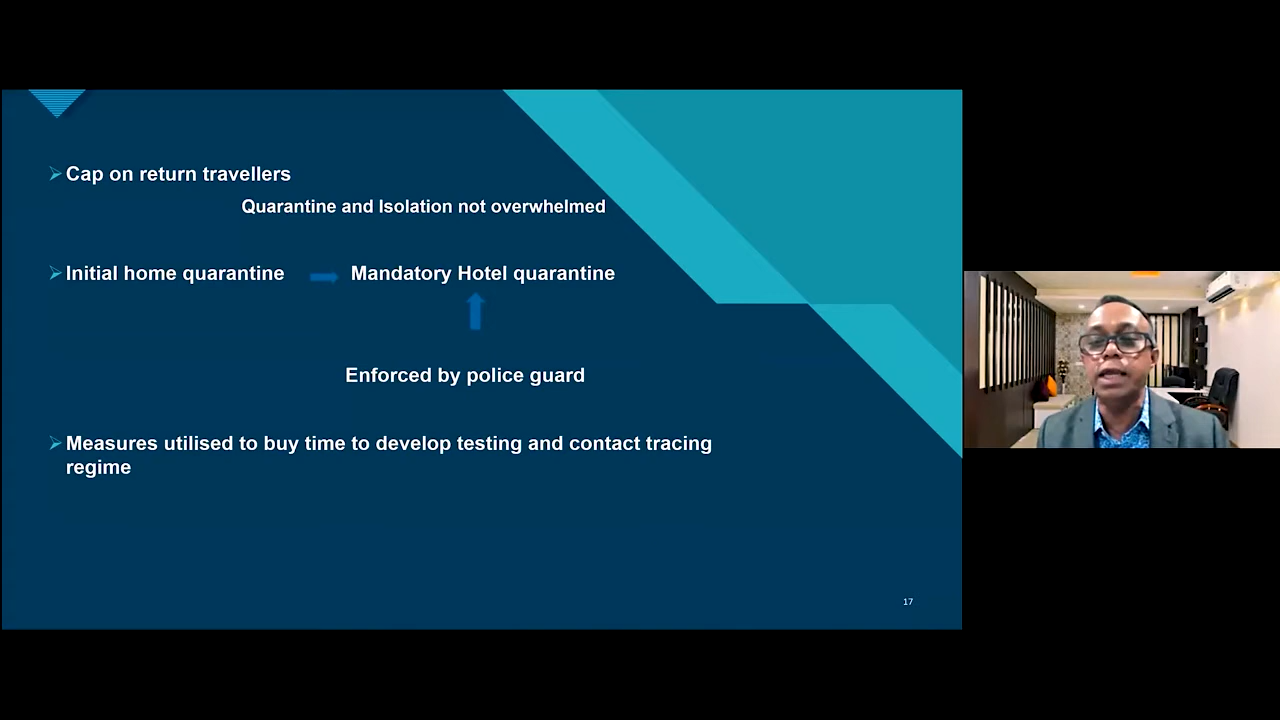 Cap on return travellers
Quarantine and Isolation not overwhelmed
Initial home quarantine Mandatory Hotel quarantine
Enforced by police guard
Measures utilised to buy time to develop testing and contact tracing
regime
17